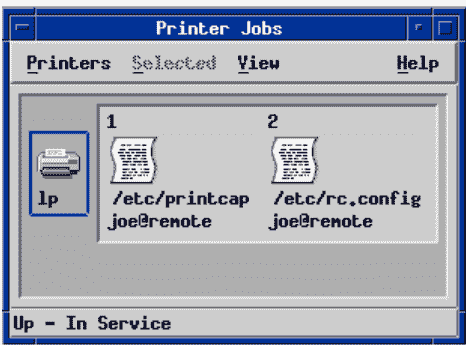 Printer Jobs
Printers Selected View Help
1 2
lp
/etc/printcap /etc/rc.config
joe@remote joe@remote
Up - In Service